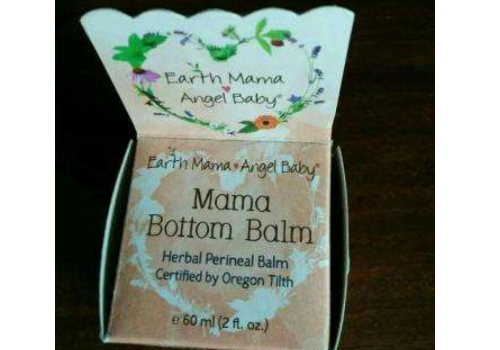 Earth Mama
Angel Baby®
Earth Mama Angel Baby®
Mama
Bottom Balm
Herbal Perineal Balm
Certified by Oregon Tilth
e 60 ml (2 fl. oz.)